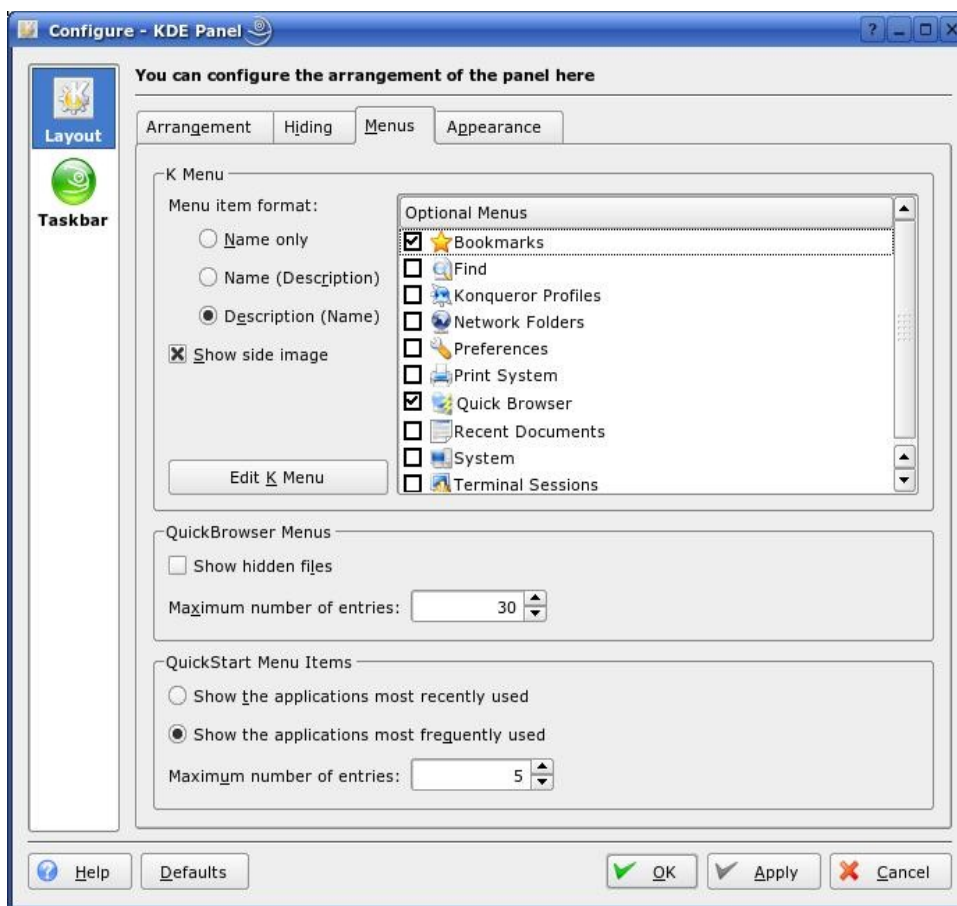 Configure - KDE Panel
You can configure the arrangement of the panel here
Layout
Taskbar
Arrangement
Hiding
Menus
Appearance
K Menu
Menu item format:
Name only
Name (Description)
Description (Name)
Show side image
Edit K Menu
Optional Menus
Bookmarks
Find
Konqueror Profiles
Network Folders
Preferences
Print System
Quick Browser
Recent Documents
System
Terminal Sessions
QuickBrowser Menus
Show hidden files
Maximum number of entries: 30
QuickStart Menu Items
Show the applications most recently used
Show the applications most frequently used
Maximum number of entries: 5
Help
Defaults
OK
Apply
Cancel